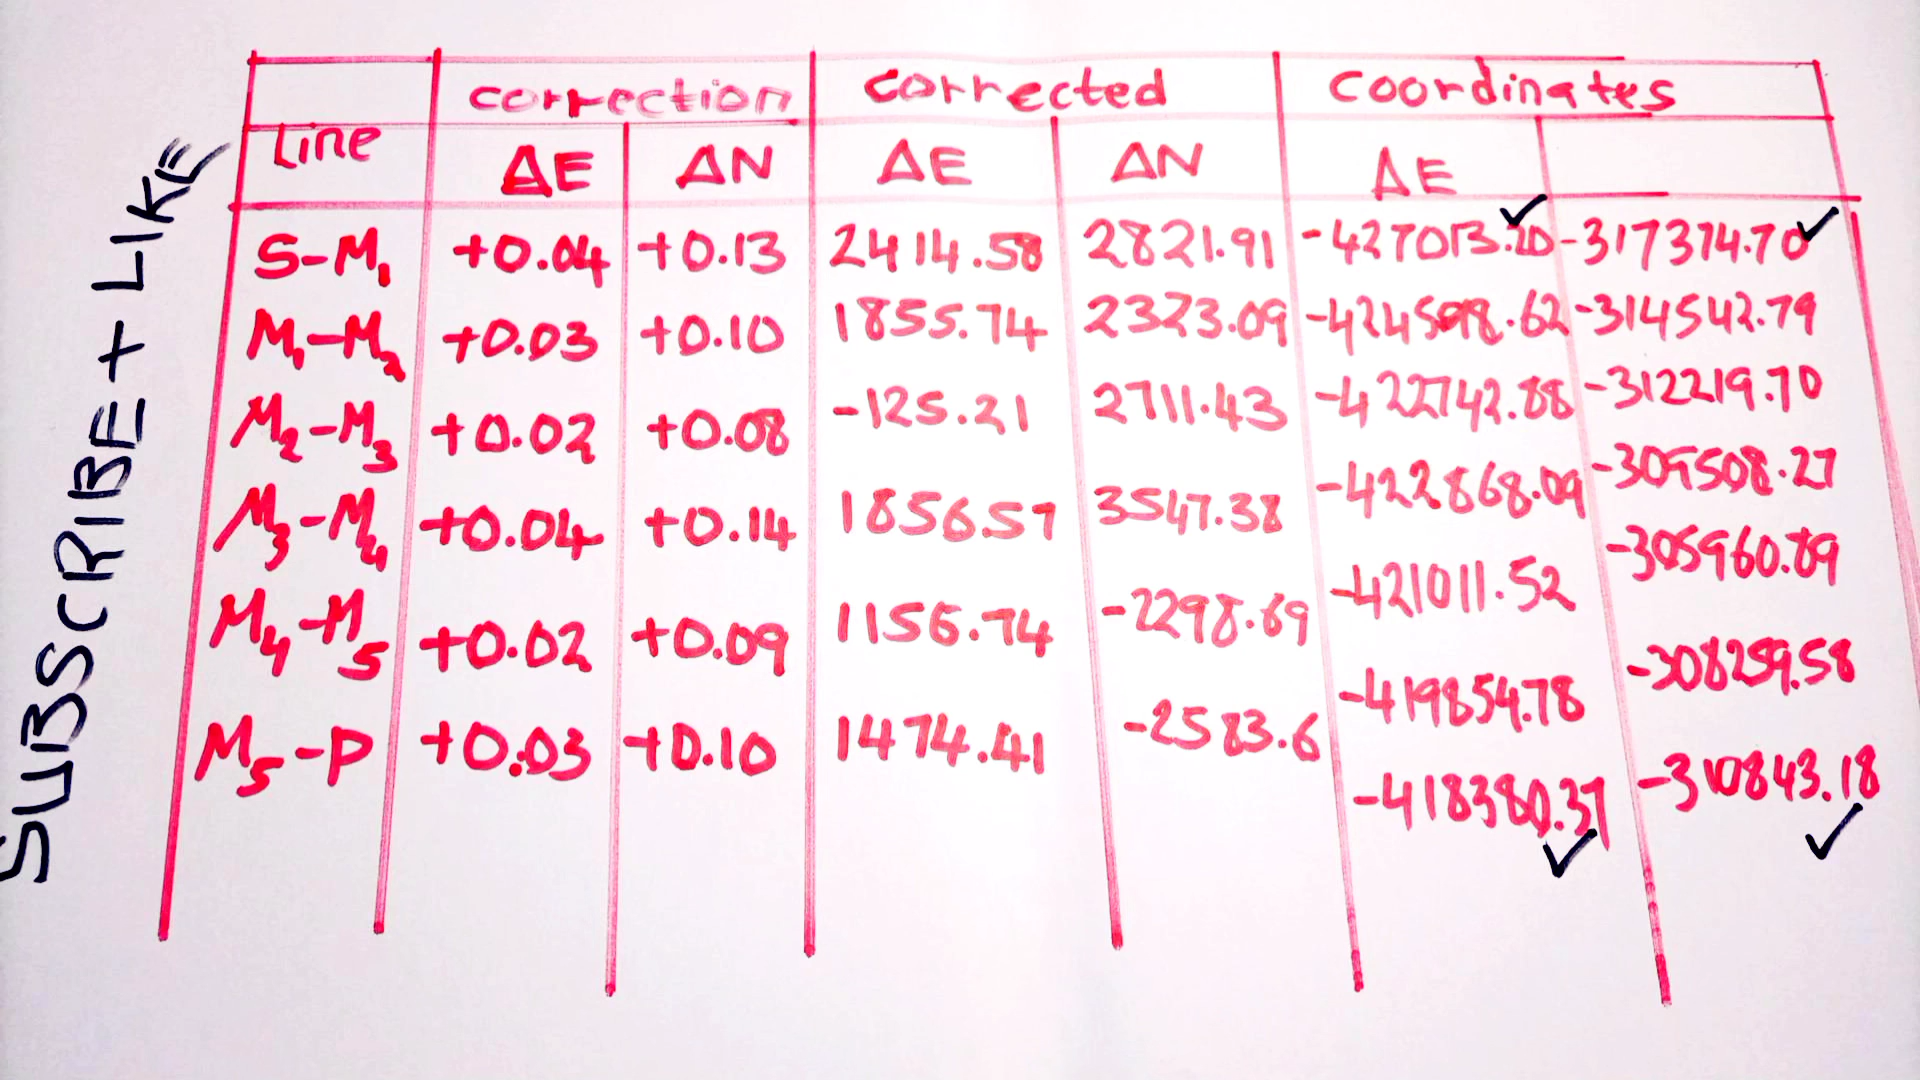 correction corrected coordinates
Line ΔE ΔN ΔE ΔN ΔE
S-M1 +0.04 +0.13 2414.58 2821.91 -427013.20 -317374.70
M1-M2 +0.03 +0.10 1855.74 2323.09 -424598.62 -314542.79
M2-M3 +0.02 +0.08 -125.21 2711.43 -422742.88 -312219.70
M3-M4 +0.04 +0.14 1856.57 3547.38 -422868.09 -309508.27
M4-M5 +0.02 +0.09 1156.74 -2298.69 -421011.52 -305960.89
M5-P +0.03 +0.10 1474.41 -2583.6 -419854.78 -308259.58
-418380.37 -310843.18
SUBSCRIBE + LIKE